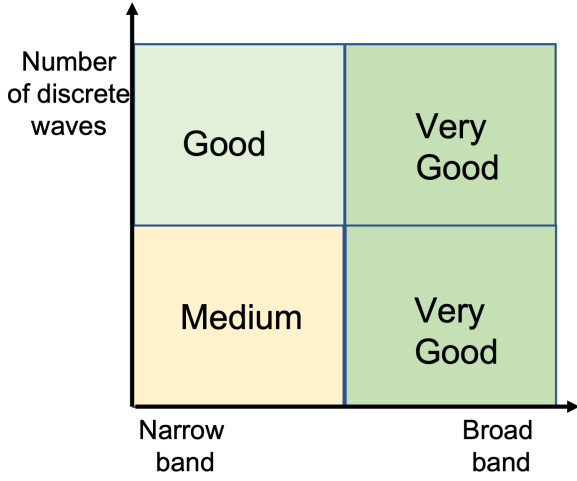 Number
of discrete
waves
Good
Very
Good
Medium
Very
Good
Narrow
band
Broad
band